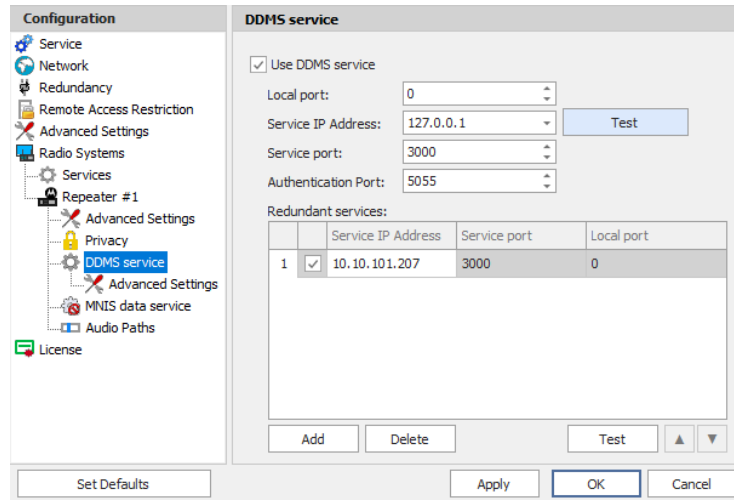 Configuration
Service
Network
Redundancy
Remote Access Restriction
Advanced Settings
Radio Systems
Services
Repeater #1
Advanced Settings
Privacy
DDMS service
Advanced Settings
MNIS data service
Audio Paths
License
Set Defaults
DDMS service
Use DDMS service
Local port: 0
Service IP Address: 127.0.0.1 Test
Service port: 3000
Authentication Port: 5055
Redundant services:
Service IP Address Service port Local port
1 10.10.101.207 3000 0
Add Delete Test
Apply OK Cancel